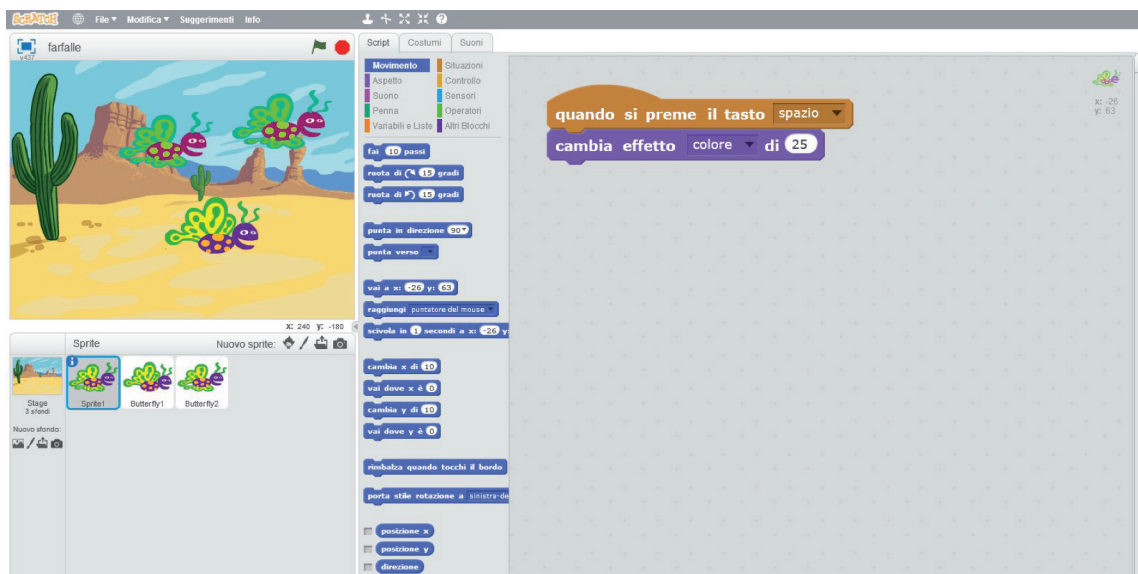 SCRATCH File Modifica Suggerimenti Info
farfalle
v437
Script Costumi Suoni
Movimento Situazioni
Aspetto Controllo
Suono Sensori
Penna Operatori
Variabili e Liste Altri Blocchi
fai 10 passi
ruota di 15 gradi
ruota di 15 gradi
punta in direzione 90
punta verso
vai a x: -26 y: 63
raggiungi puntatore del mouse
scivola in 1 secondi a x: -26 y:
cambia x di 10
vai dove x è 0
cambia y di 10
vai dove y è 0
rimbalza quando tocchi il bordo
porta stile rotazione a sinistra-de
posizione x
posizione y
direzione
quando si preme il tasto spazio
cambia effetto colore di 25
x: -26
y: 63
X: 240 y: -180
Sprite Nuovo sprite:
Stage
3 sfondi
Sprite1 Butterfly1 Butterfly2
Nuovo sfondo: